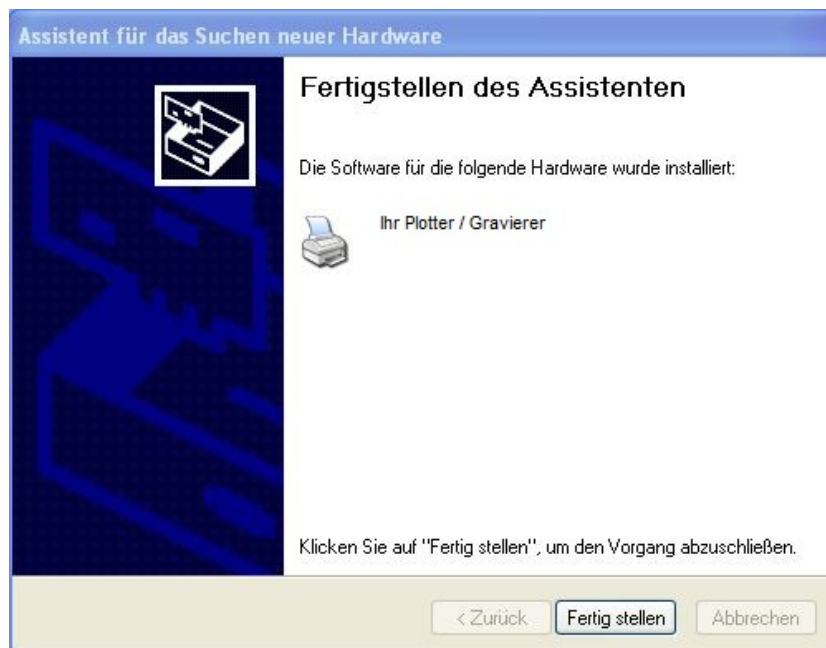 Assistent für das Suchen neuer Hardware
Fertigstellen des Assistenten
Die Software für die folgende Hardware wurde installiert:
Ihr Plotter / Gravierer
Klicken Sie auf "Fertig stellen", um den Vorgang abzuschließen.
< Zurück Fertig stellen Abbrechen